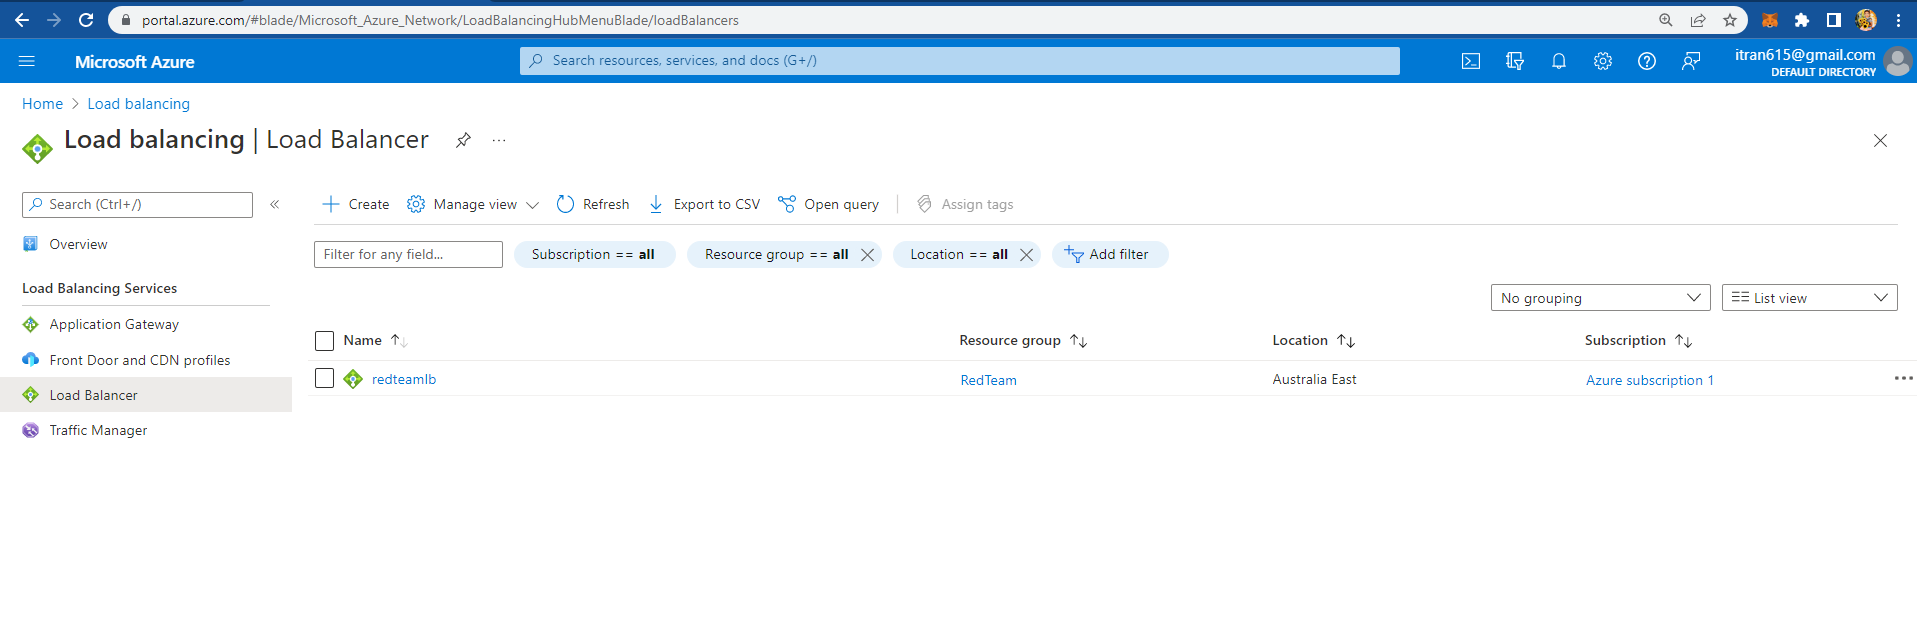 portal.azure.com/#blade/Microsoft_Azure_Network/LoadBalancingHubMenuBlade/loadBalancers
Microsoft Azure
Search resources, services, and docs (G+/)
itran615@gmail.com
DEFAULT DIRECTORY
Home > Load balancing
Load balancing | Load Balancer
Search (Ctrl+/)
Create Manage view Refresh Export to CSV Open query Assign tags
Overview
Filter for any field... Subscription == all Resource group == all Location == all Add filter
Load Balancing Services
No grouping List view
Application Gateway
Name Resource group Location Subscription
Front Door and CDN profiles
redteamlb RedTeam Australia East Azure subscription 1
Load Balancer
Traffic Manager